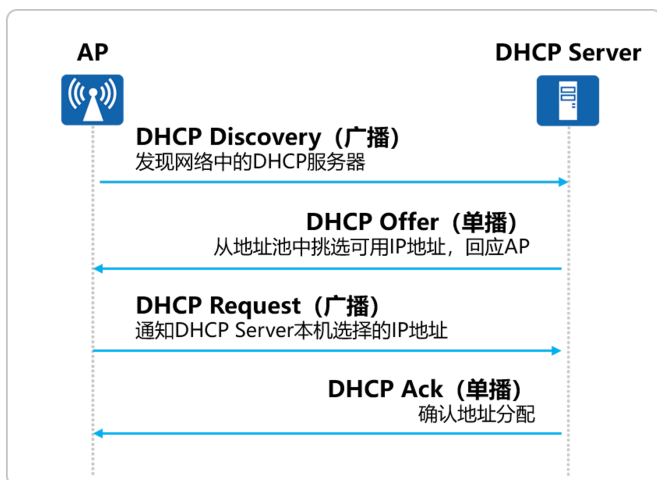 AP
DHCP Server
DHCP Discovery（广播）
发现网络中的DHCP服务器
DHCP Offer（单播）
从地址池中挑选可用IP地址，回应AP
DHCP Request（广播）
通知DHCP Server本机选择的IP地址
DHCP Ack（单播）
确认地址分配